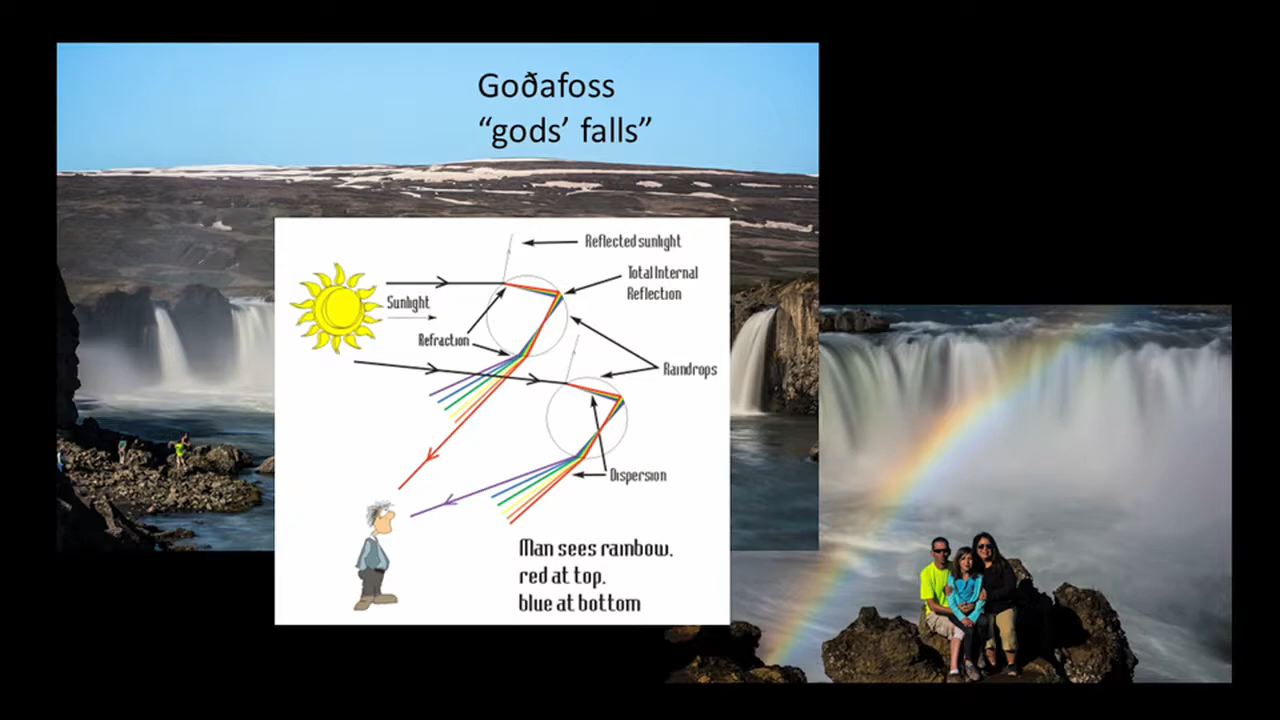 Goðafoss
“gods’ falls”
Reflected sunlight
Total Internal
Reflection
Sunlight
Refraction
Raindrops
Dispersion
Man sees rainbow.
red at top.
blue at bottom